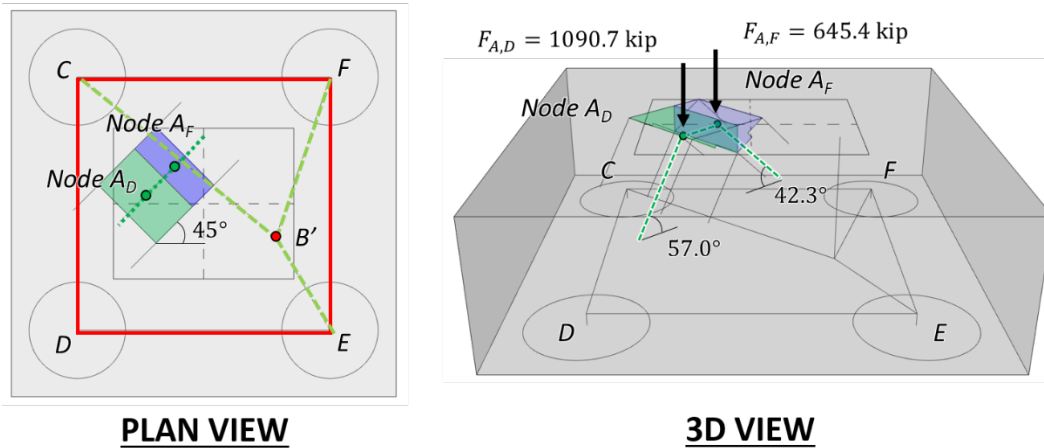 C
F
Node A_F
Node A_D
45°
B'
D
E
PLAN VIEW
F_{A,D} = 1090.7 kip
F_{A,F} = 645.4 kip
Node A_F
Node A_D
C
F
42.3°
57.0°
D
E
3D VIEW